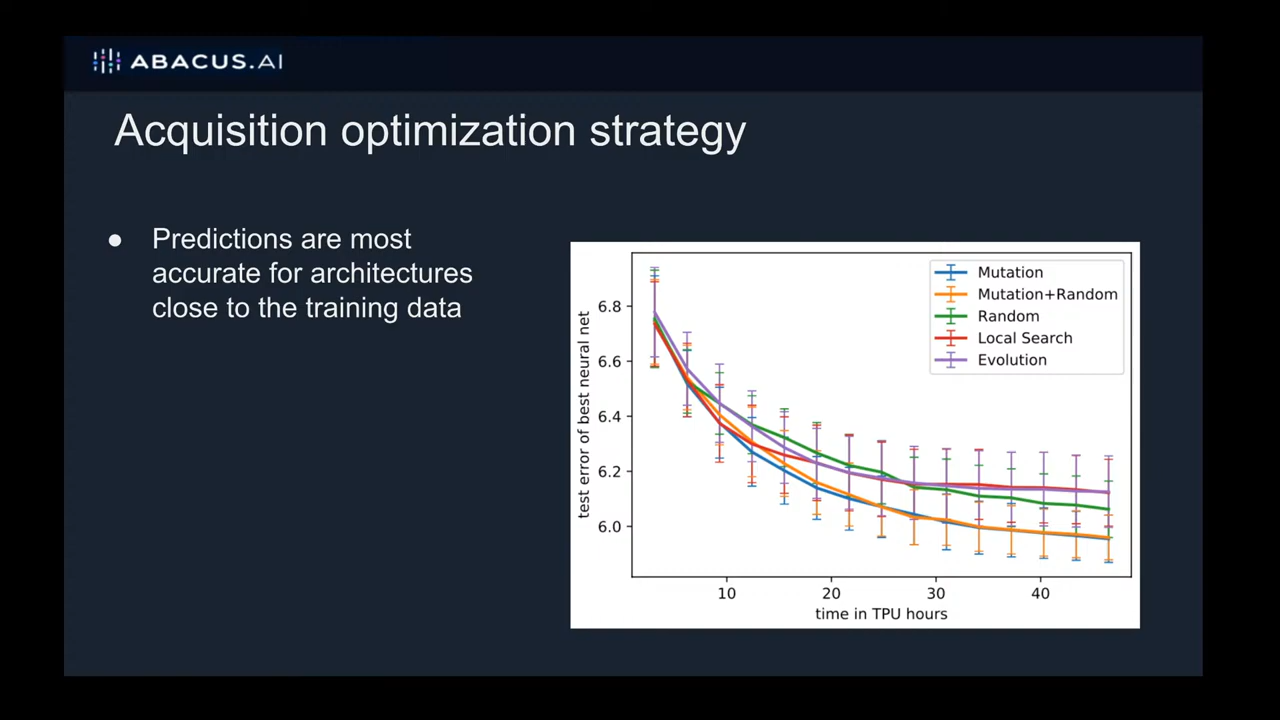 ABACUS.AI
Acquisition optimization strategy
● Predictions are most
accurate for architectures
close to the training data
Mutation
Mutation+Random
Random
Local Search
Evolution
test error of best neural net
6.8
6.6
6.4
6.2
6.0
10 20 30 40
time in TPU hours